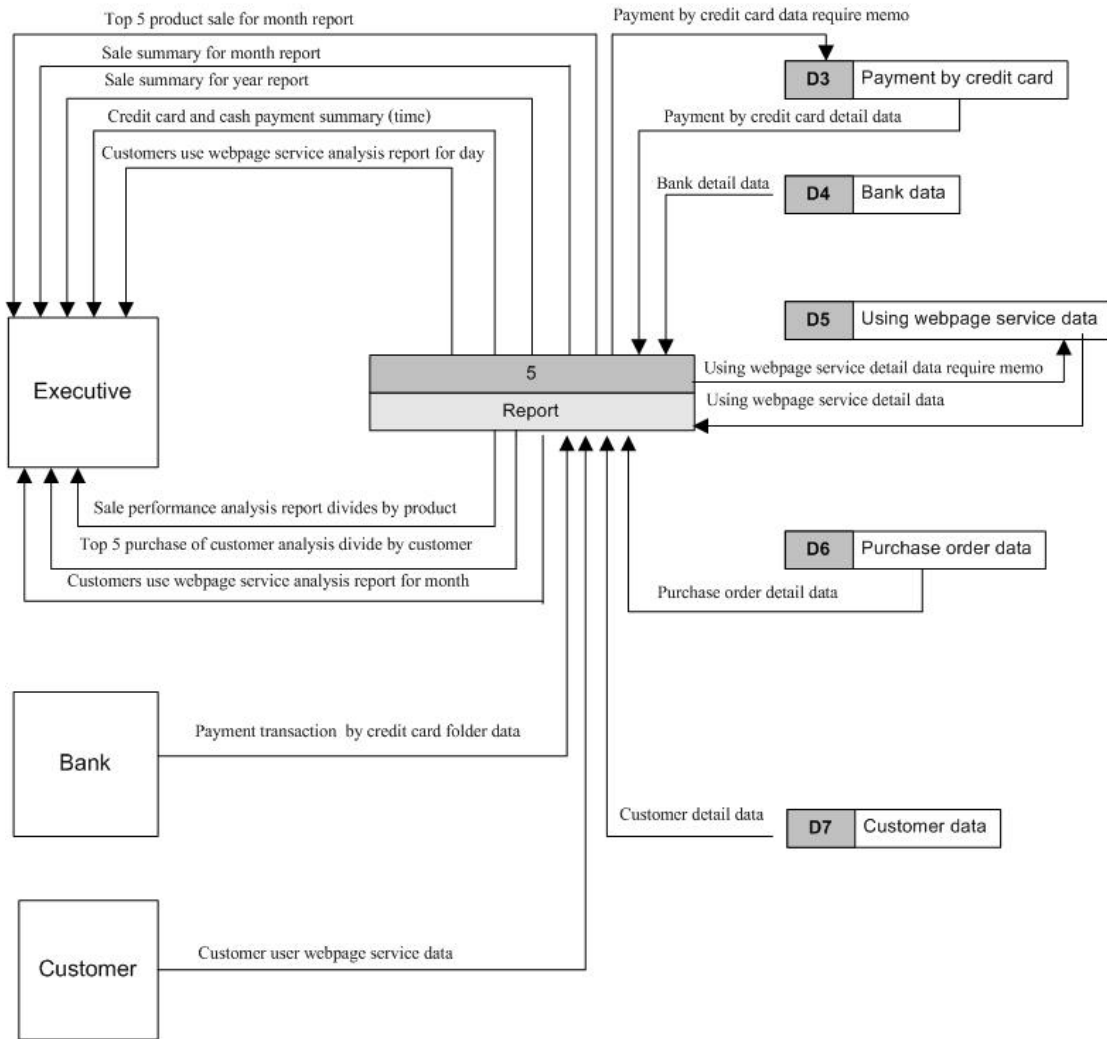 Top 5 product sale for month report
Payment by credit card data require memo
Sale summary for month report
D3 Payment by credit card
Sale summary for year report
Credit card and cash payment summary (time)
Payment by credit card detail data
Customers use webpage service analysis report for day
Bank detail data
D4 Bank data
D5 Using webpage service data
Executive
5
Report
Using webpage service detail data require memo
Using webpage service detail data
Sale performance analysis report divides by product
Top 5 purchase of customer analysis divide by customer
Customers use webpage service analysis report for month
D6 Purchase order data
Purchase order detail data
Bank
Payment transaction by credit card folder data
Customer detail data
D7 Customer data
Customer
Customer user webpage service data